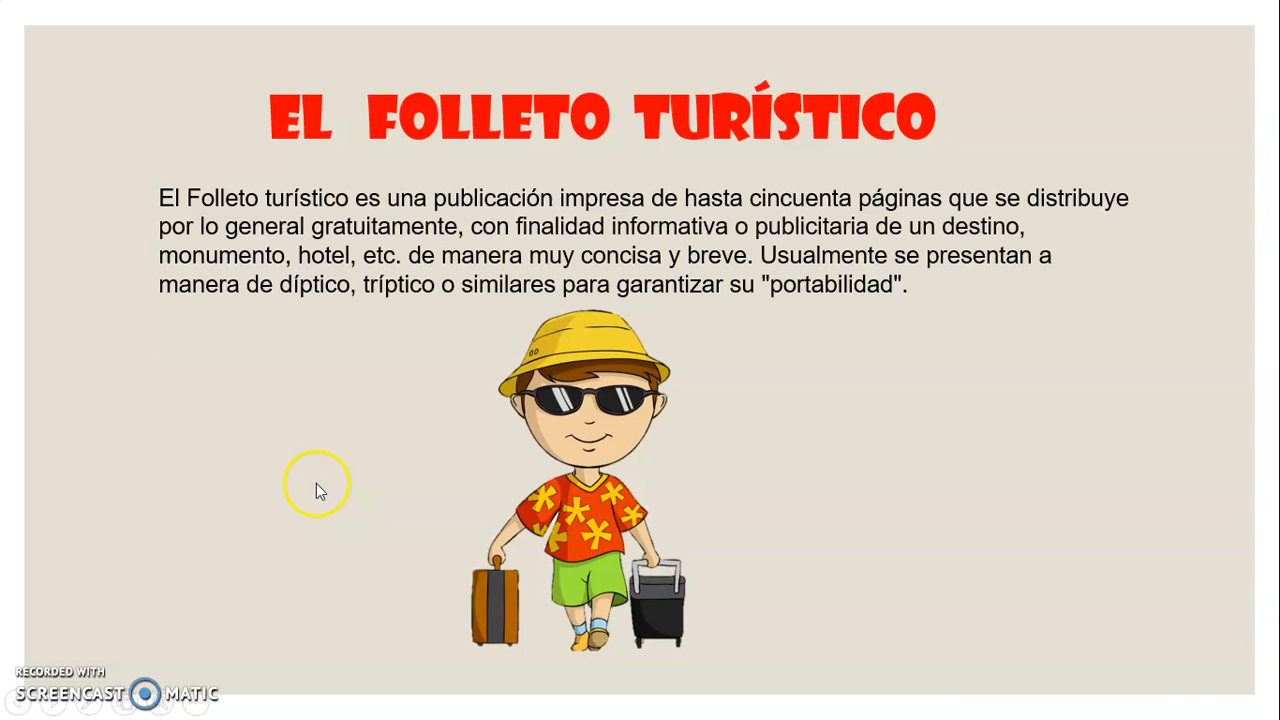 EL FOLLETO TURÍSTICO
El Folleto turístico es una publicación impresa de hasta cincuenta páginas que se distribuye
por lo general gratuitamente, con finalidad informativa o publicitaria de un destino,
monumento, hotel, etc. de manera muy concisa y breve. Usualmente se presentan a
manera de díptico, tríptico o similares para garantizar su "portabilidad".
RECORDED WITH
SCREENCAST MATIC